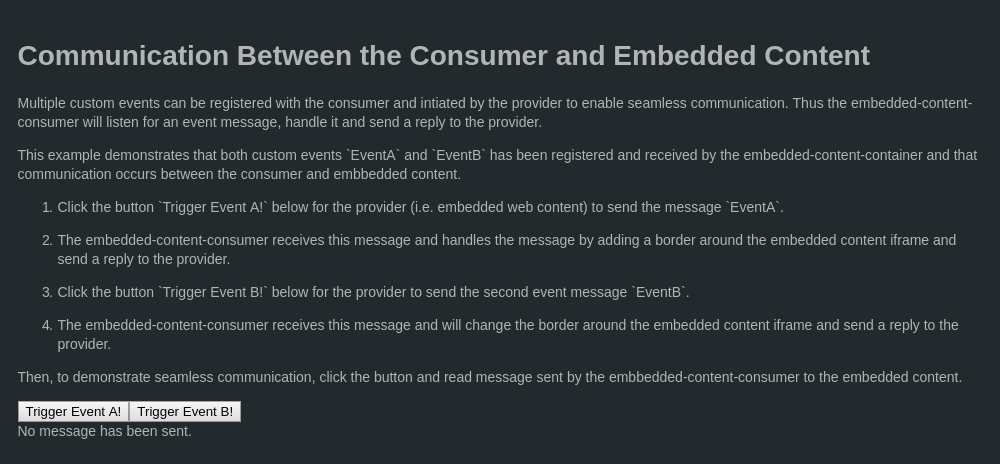 Communication Between the Consumer and Embedded Content
Multiple custom events can be registered with the consumer and intiated by the provider to enable seamless communication. Thus the embedded-content-
consumer will listen for an event message, handle it and send a reply to the provider.
This example demonstrates that both custom events `EventA` and `EventB` has been registered and received by the embedded-content-container and that
communication occurs between the consumer and embbedded content.
1. Click the button `Trigger Event A!` below for the provider (i.e. embedded web content) to send the message `EventA`.
2. The embedded-content-consumer receives this message and handles the message by adding a border around the embedded content iframe and
send a reply to the provider.
3. Click the button `Trigger Event B!` below for the provider to send the second event message `EventB`.
4. The embedded-content-consumer receives this message and will change the border around the embedded content iframe and send a reply to the
provider.
Then, to demonstrate seamless communication, click the button and read message sent by the embbedded-content-consumer to the embedded content.
Trigger Event A! Trigger Event B!
No message has been sent.